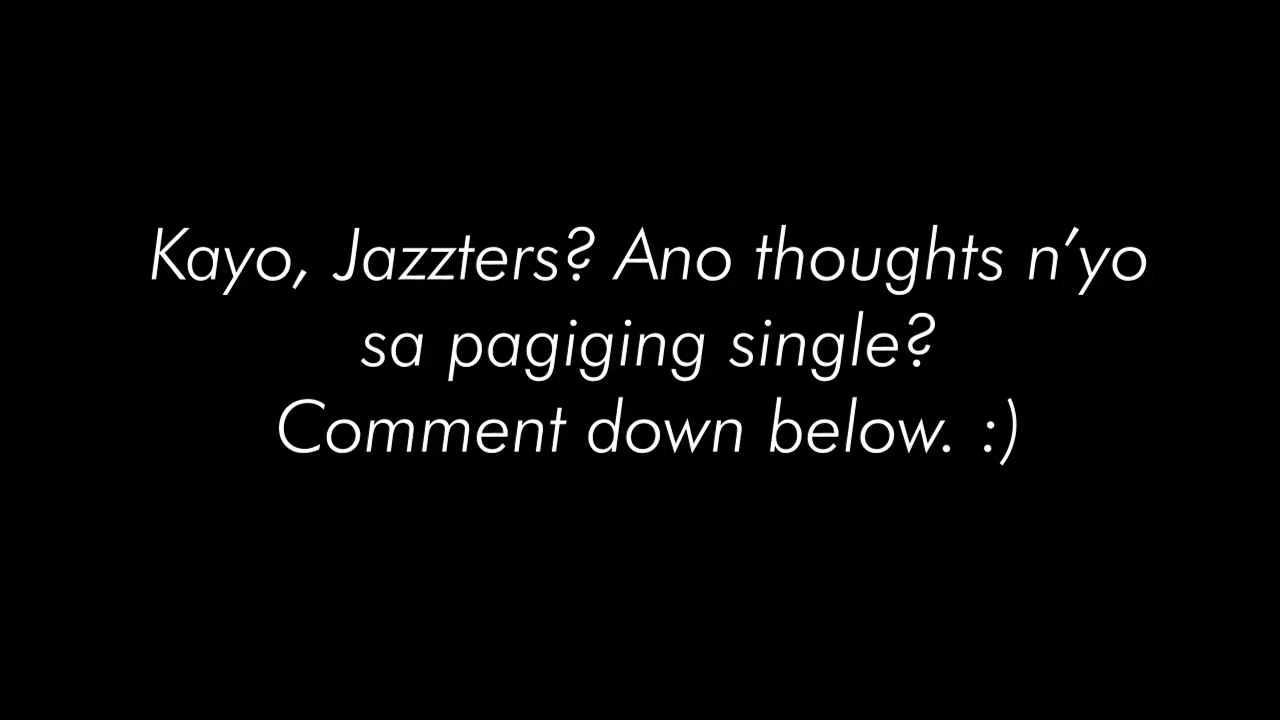 Kayo, Jazzters? Ano thoughts n'yo
sa pagiging single?
Comment down below. :)